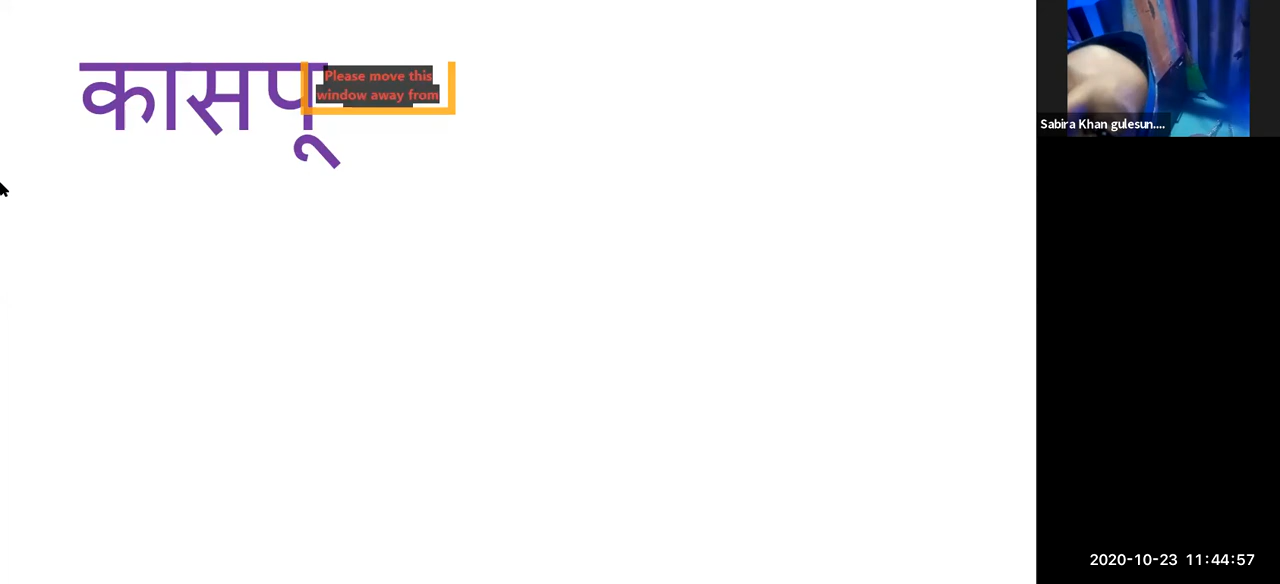 कासपू
Please move this
window away from
Sabira Khan gulesun....
2020-10-23 11:44:57